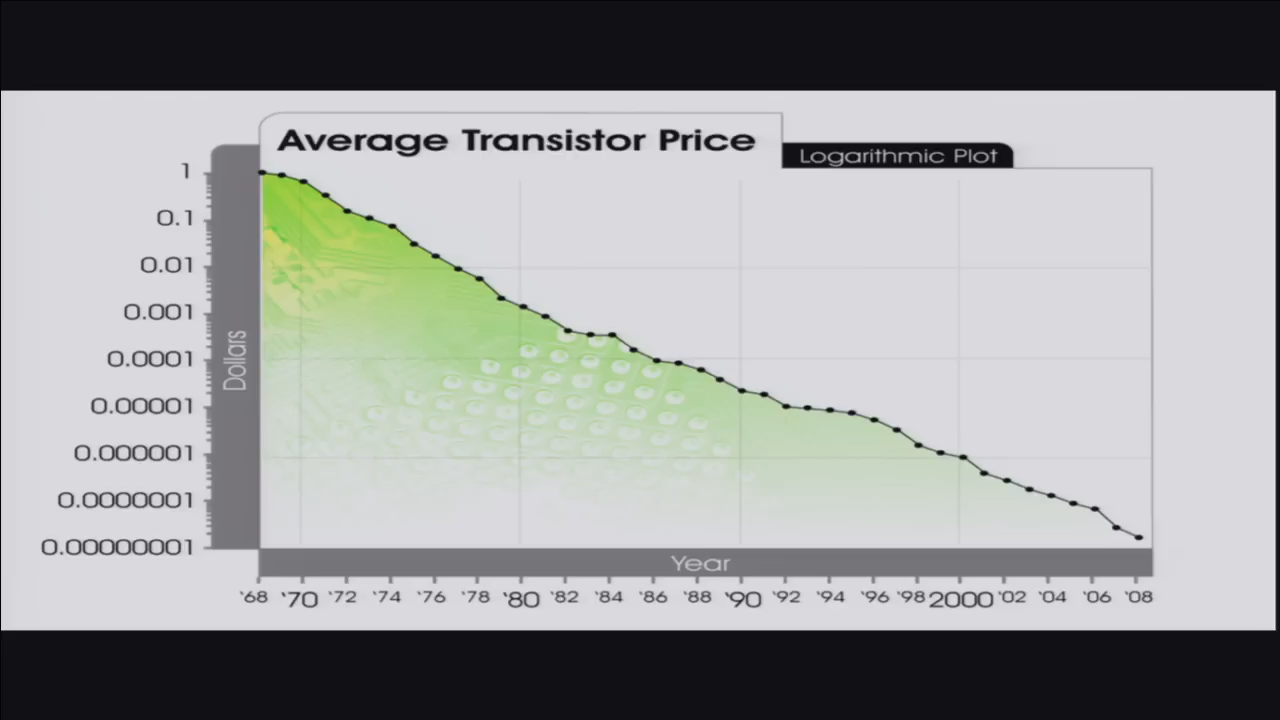 Average Transistor Price
Logarithmic Plot
1
0.1
0.01
0.001
0.0001
0.00001
0.000001
0.0000001
0.00000001
Dollars
Year
'68 '70 '72 '74 '76 '78 '80 '82 '84 '86 '88 '90 '92 '94 '96 '98 2000 '02 '04 '06 '08